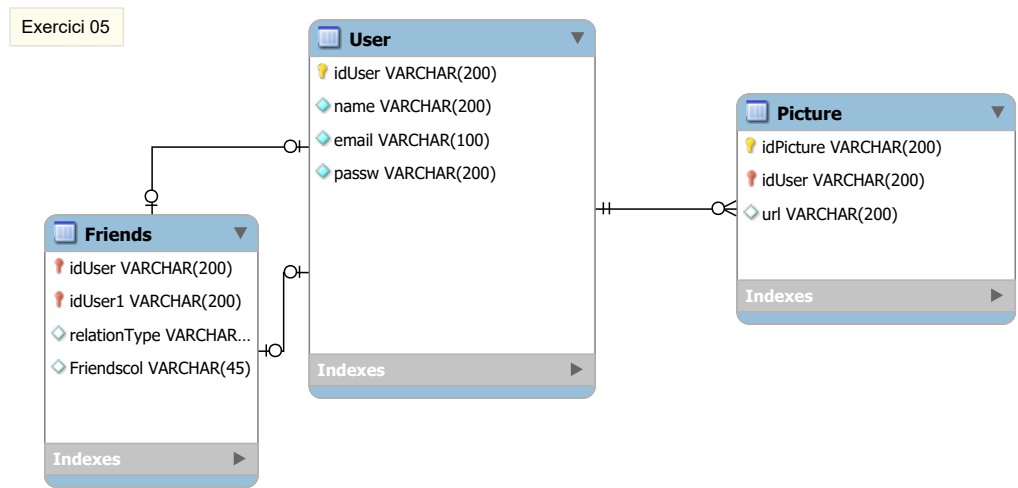 Exercici 05
User
idUser VARCHAR(200)
name VARCHAR(200)
email VARCHAR(100)
passw VARCHAR(200)
Indexes
Picture
idPicture VARCHAR(200)
idUser VARCHAR(200)
url VARCHAR(200)
Indexes
Friends
idUser VARCHAR(200)
idUser1 VARCHAR(200)
relationType VARCHAR...
Friendscol VARCHAR(45)
Indexes